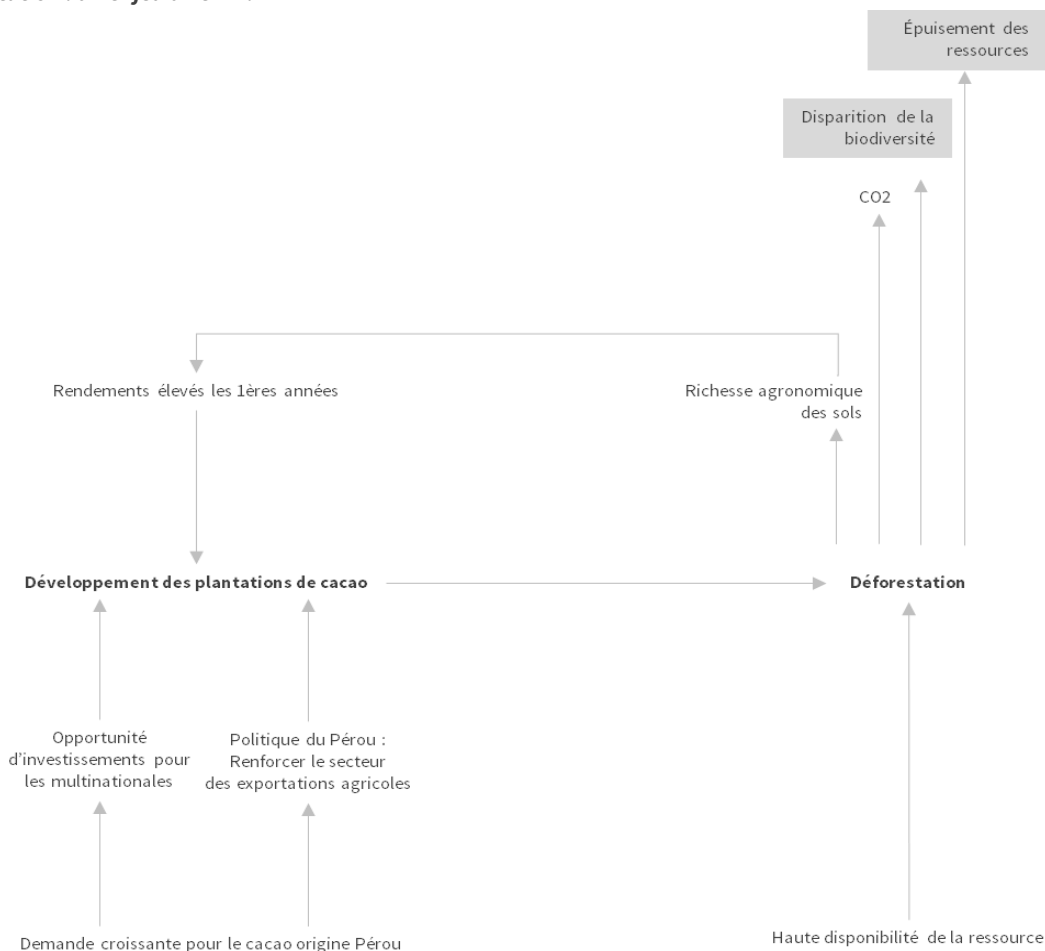 Épuisement des
ressources
Disparition de la
biodiversité
CO2
Rendements élevés les 1ères années
Richesse agronomique
des sols
Développement des plantations de cacao
Déforestation
Opportunité
d'investissements pour
les multinationales
Politique du Pérou :
Renforcer le secteur
des exportations agricoles
Demande croissante pour le cacao origine Pérou
Haute disponibilité de la ressource